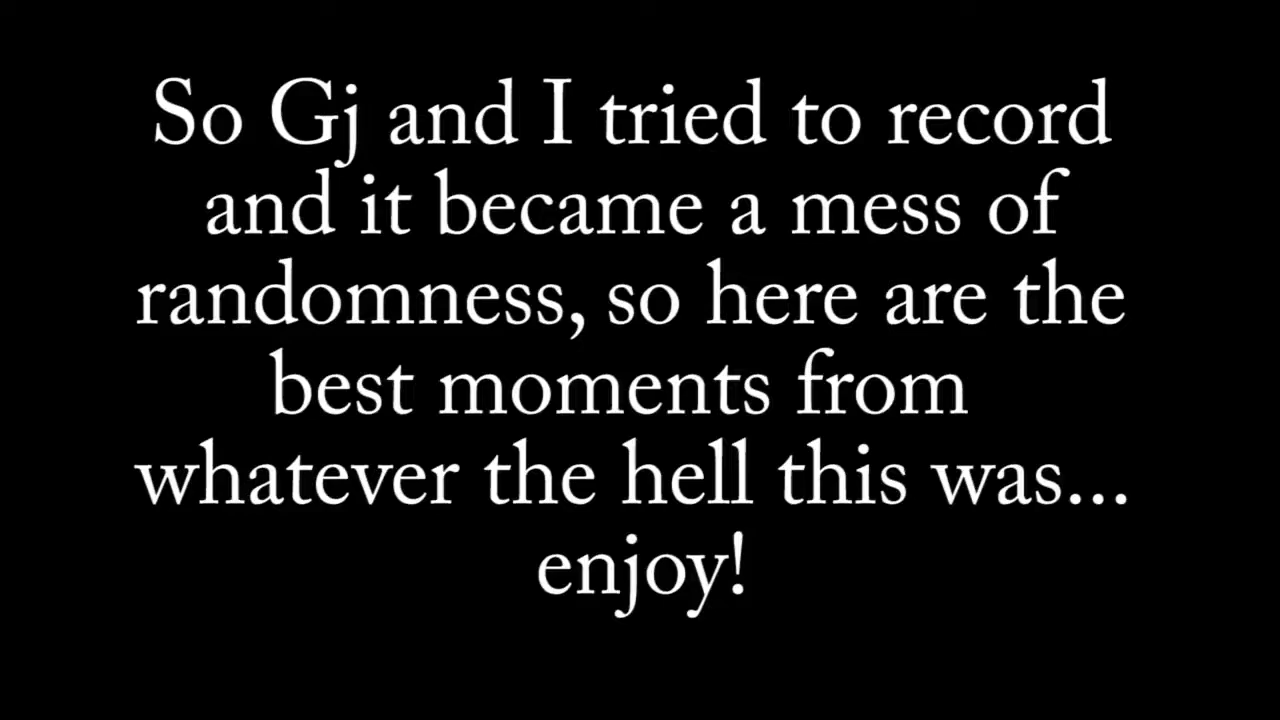 So Gj and I tried to record
and it became a mess of
randomness, so here are the
best moments from
whatever the hell this was...
enjoy!